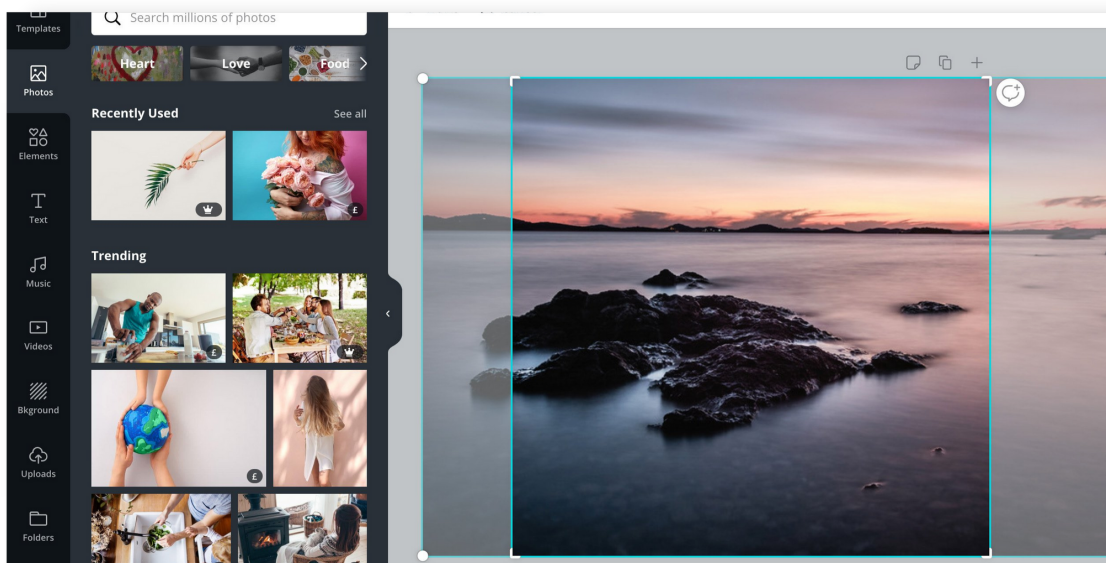 Templates
Photos
Elements
Text
Music
Videos
Bkground
Uploads
Folders
Search millions of photos
Heart
Love
Food
Recently Used
See all
£
Trending
£
£